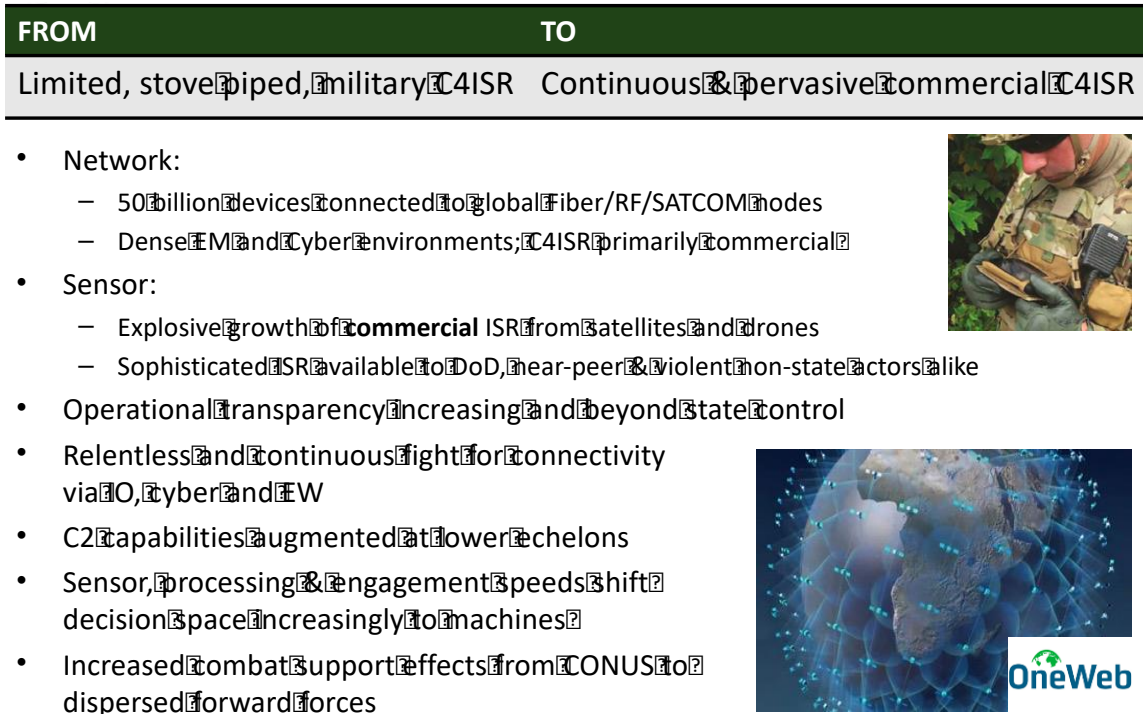 FROM TO
Limited, stove piped, military C4ISR Continuous & pervasive commercial C4ISR
• Network:
– 50 billion devices connected to global Fiber/RF/SATCOM nodes
– Dense EM and Cyber environments; C4ISR primarily commercial
• Sensor:
– Explosive growth of commercial ISR from satellites and drones
– Sophisticated ISR available to DoD, near-peer & violent non-state actors alike
• Operational transparency increasing and beyond state control
• Relentless and continuous fight for connectivity
via IO, cyber and EW
• C2 capabilities augmented at lower echelons
• Sensor, processing & engagement speeds shift
decision space increasingly to machines
• Increased combat support effects from CONUS to
dispersed forward forces
OneWeb